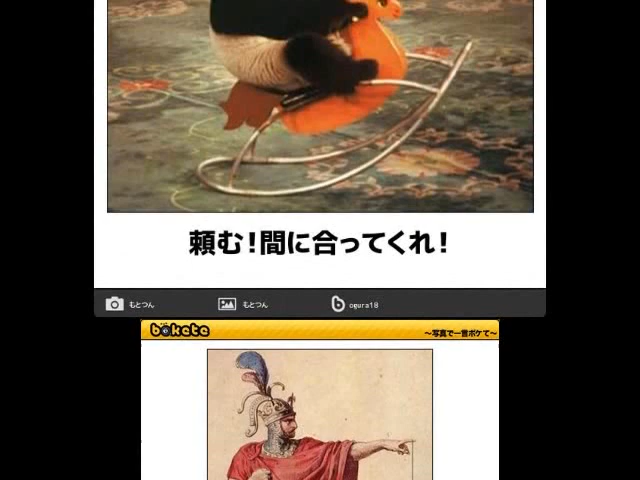 頼む!間に合ってくれ!
もとつん
もとつん
ogura18
bokete
〜写真で一言ボケて〜